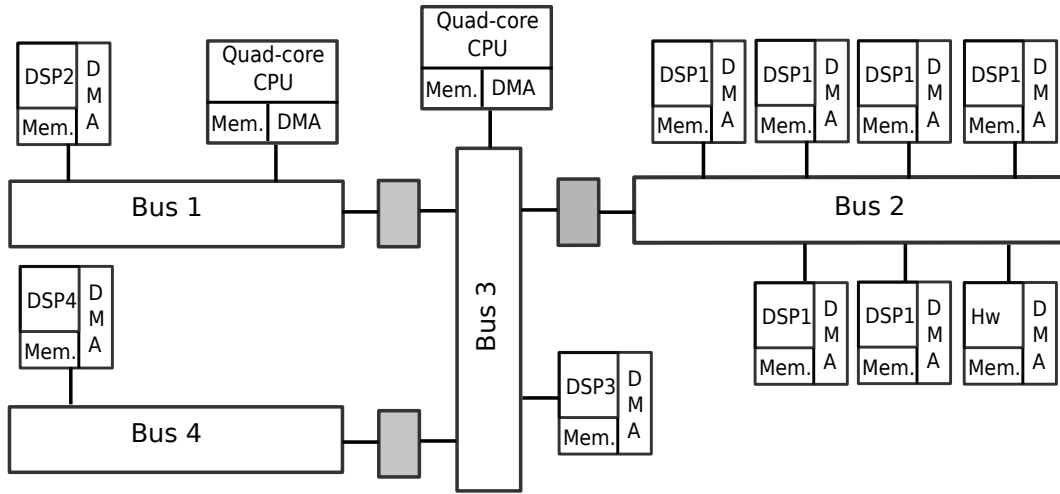 Quad-core
CPU
Mem.
DMA
DSP2
D
M
A
Mem.
Quad-core
CPU
Mem.
DMA
DSP1
D
M
A
Mem.
DSP1
D
M
A
Mem.
DSP1
D
M
A
Mem.
DSP1
D
M
A
Mem.
Bus 1
Bus 2
Bus 3
DSP4
D
M
A
Mem.
DSP1
D
M
A
Mem.
DSP1
D
M
A
Mem.
Hw
D
M
A
Mem.
DSP3
D
M
A
Mem.
Bus 4